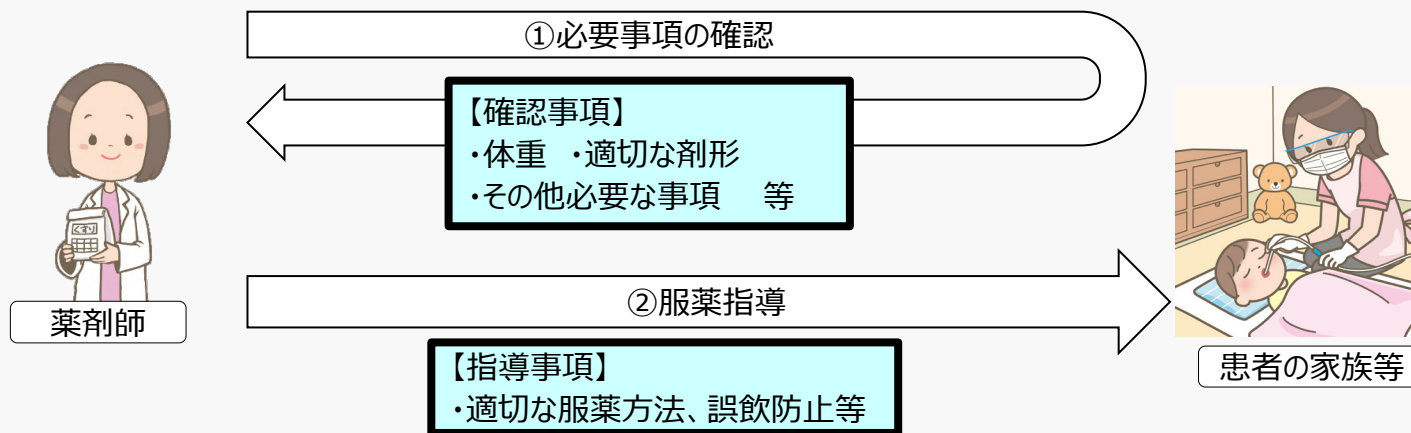 ①必要事項の確認
【確認事項】
・体重 ・適切な剤形
・その他必要な事項 等
くすり
薬剤師
②服薬指導
【指導事項】
・適切な服薬方法、誤飲防止等
患者の家族等